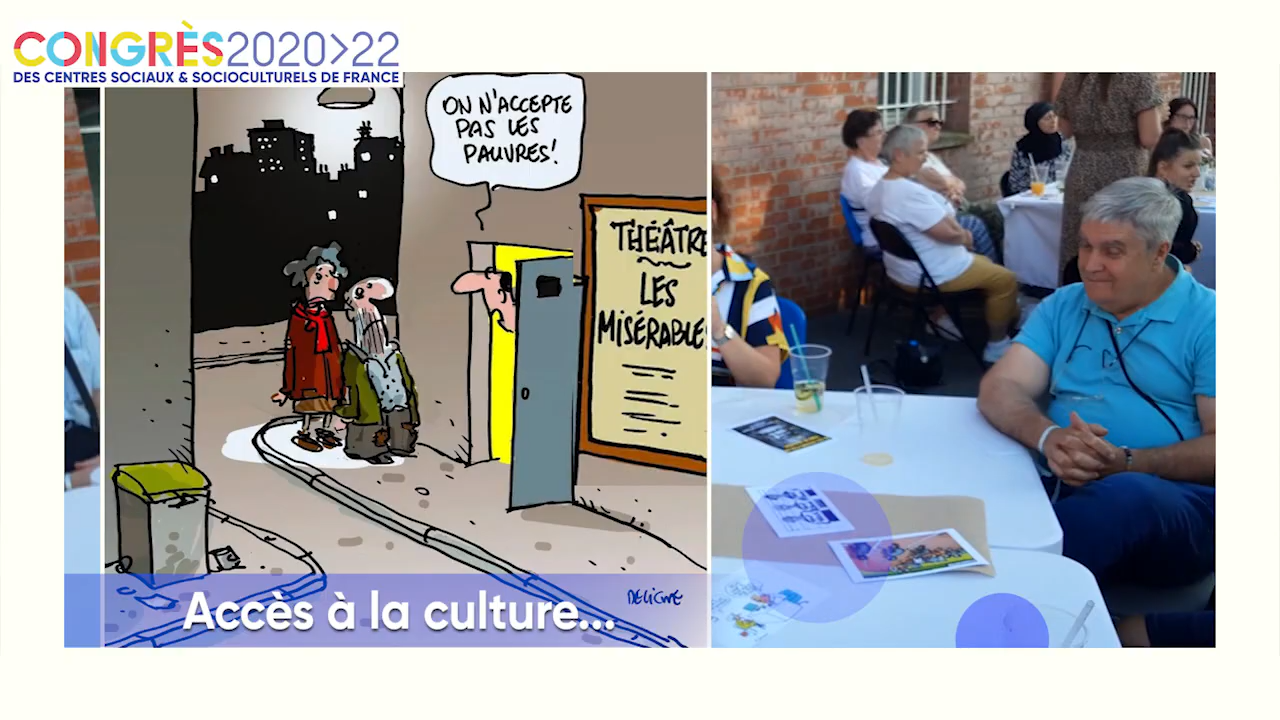 CONGRÈS2020>22
DES CENTRES SOCIAUX & SOCIOCULTURELS DE FRANCE
ON N'ACCEPTE
PAS LES
PAUVRES!
THÉÂTRE
LES
MISÉRABLES
DELIGNE
Accès à la culture...